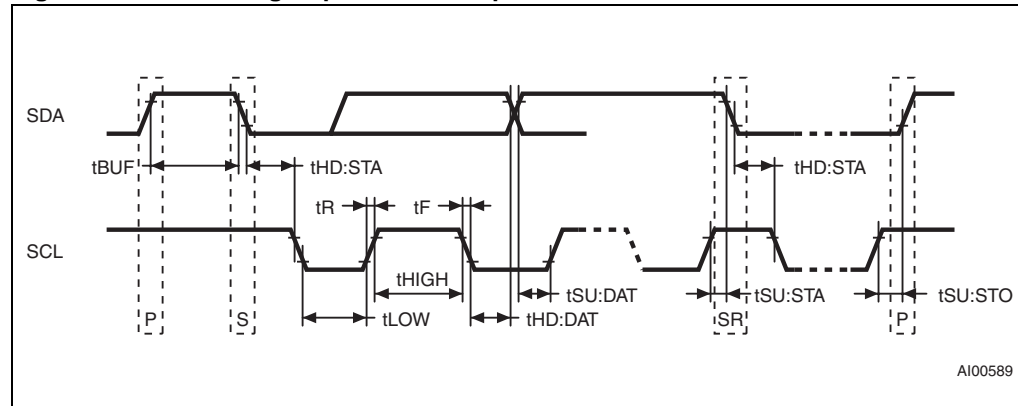 SDA
tBUF
tHD:STA
tHD:STA
tR
tF
SCL
tHIGH
tSU:DAT
tSU:STA
tSU:STO
P
S
tLOW
tHD:DAT
SR
P
AI00589